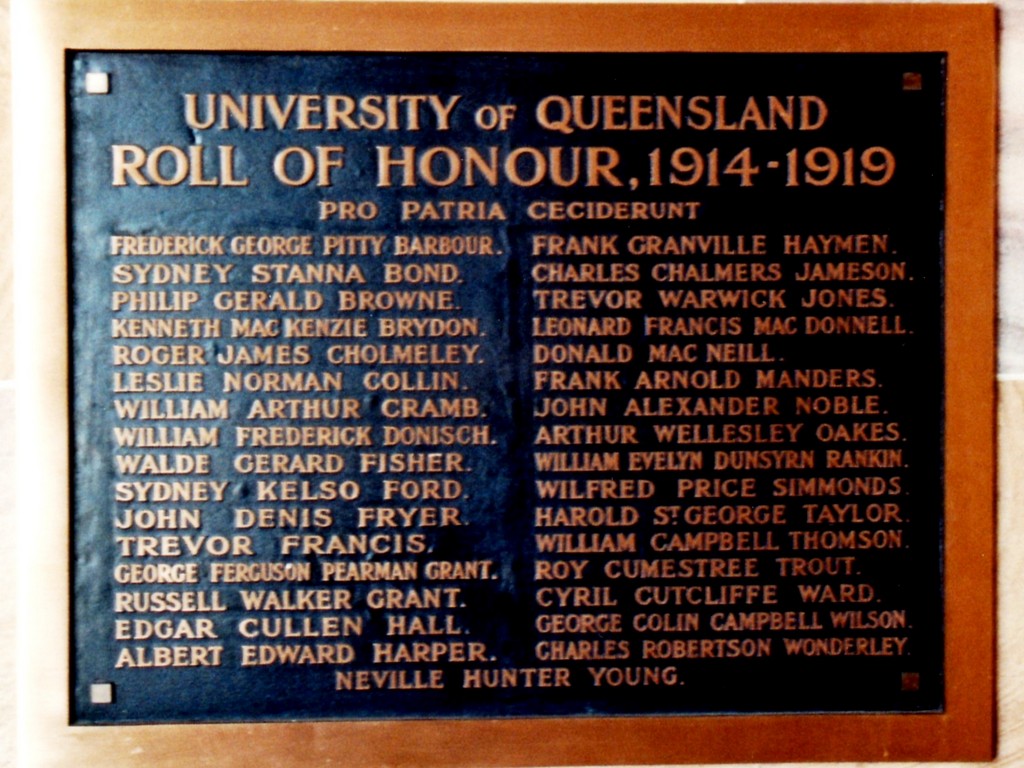 UNIVERSITY OF QUEENSLAND
ROLL OF HONOUR, 1914-1919
PRO PATRIA CECIDERUNT
FREDERICK GEORGE PITTY BARBOUR.
SYDNEY STANNA BOND.
PHILIP GERALD BROWNE.
KENNETH MAC KENZIE BRYDON.
ROGER JAMES CHOLMELEY.
LESLIE NORMAN COLLIN.
WILLIAM ARTHUR CRAMB.
WILLIAM FREDERICK DONISCH.
WALDE GERARD FISHER.
SYDNEY KELSO FORD.
JOHN DENIS FRYER.
TREVOR FRANCIS.
GEORGE FERGUSON PEARMAN GRANT.
RUSSELL WALKER GRANT.
EDGAR CULLEN HALL.
ALBERT EDWARD HARPER.
FRANK GRANVILLE HAYMEN.
CHARLES CHALMERS JAMESON.
TREVOR WARWICK JONES.
LEONARD FRANCIS MAC DONNELL.
DONALD MAC NEILL.
FRANK ARNOLD MANDERS.
JOHN ALEXANDER NOBLE.
ARTHUR WELLESLEY OAKES.
WILLIAM EVELYN DUNSYRN RANKIN.
WILFRED PRICE SIMMONDS.
HAROLD ST GEORGE TAYLOR.
WILLIAM CAMPBELL THOMSON.
ROY CUMESTREE TROUT.
CYRIL CUTCLIFFE WARD.
GEORGE COLIN CAMPBELL WILSON.
CHARLES ROBERTSON WONDERLEY.
NEVILLE HUNTER YOUNG.